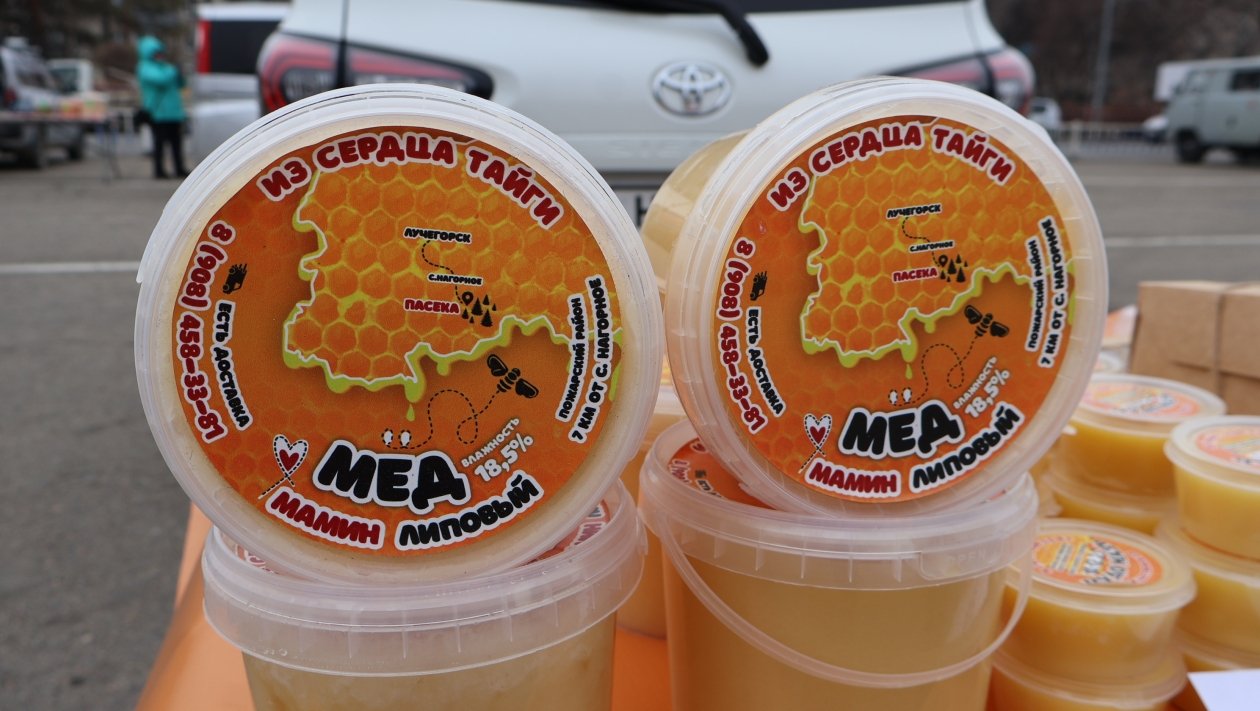 ИЗ СЕРДЦА ТАЙГИ
ЛУЧЕГОРСК
С.НАГОРНОЕ
ПАСЕКА
8 (908) 458-33-81
ЕСТЬ ДОСТАВКА
ПОЖАРСКИЙ РАЙОН
7 КМ ОТ С. НАГОРНОЕ
ВЛАЖНОСТЬ
18,5%
МЕД
МАМИН ЛИПОВЫЙ
ИЗ СЕРДЦА ТАЙГИ
ЛУЧЕГОРСК
С.НАГОРНОЕ
ПАСЕКА
8 (908) 458-33-81
ЕСТЬ ДОСТАВКА
ПОЖАРСКИЙ РАЙОН
7 КМ ОТ С. НАГОРНОЕ
ВЛАЖНОСТЬ
18,5%
МЕД
МАМИН ЛИПОВЫЙ